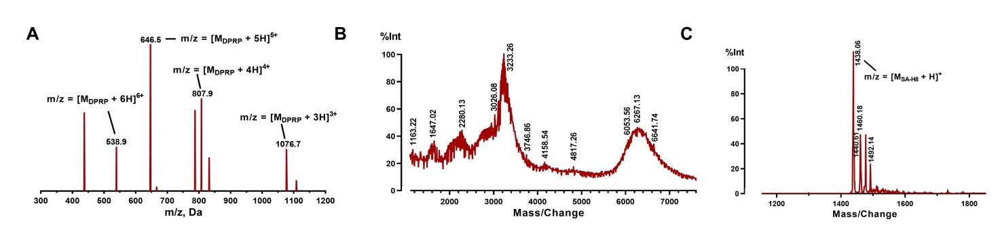 A
646.5
m/z = [MDPRP + 5H]5+
m/z = [MDPRP + 4H]4+
807.9
m/z = [MDPRP + 6H]6+
538.9
m/z = [MDPRP + 3H]3+
1076.7
300 400 500 600 700 800 900 1000 1100 1200
m/z, Da
B
%Int
100
80
60
40
20
0
1163.22
1647.02
2280.13
3026.08
3233.26
3746.86
4158.54
4817.26
6053.56
6267.13
6641.74
2000 3000 4000 5000 6000 7000
Mass/Change
C
%Int
100
80
60
40
20
0
1438.06
m/z = [MSA-H8 + H]+
1440.61
1460.18
1492.14
1200 1400 1600 1800
Mass/Change